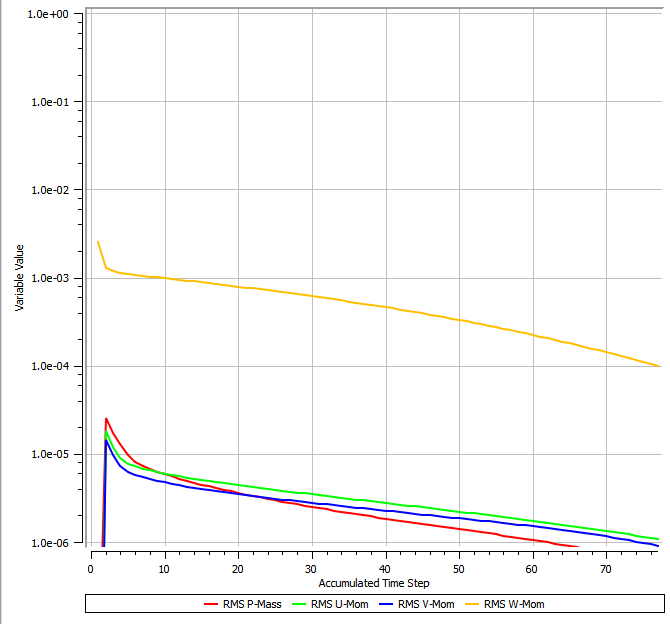 1.0e+00
1.0e-01
1.0e-02
1.0e-03
1.0e-04
1.0e-05
1.0e-06
Variable Value
0 10 20 30 40 50 60 70
Accumulated Time Step
RMS P-Mass RMS U-Mom RMS V-Mom RMS W-Mom